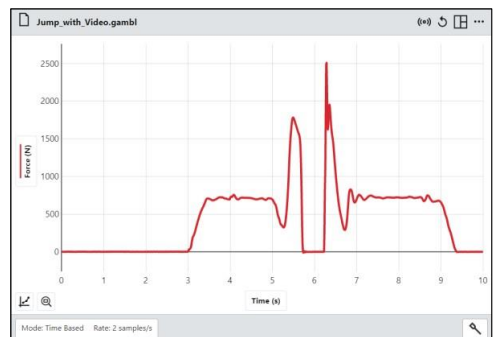 Jump_with_Video.gambl
2500
2000
1500
1000
500
0
Force (N)
0 1 2 3 4 5 6 7 8 9 10
Time (s)
Mode: Time Based Rate: 2 samples/s